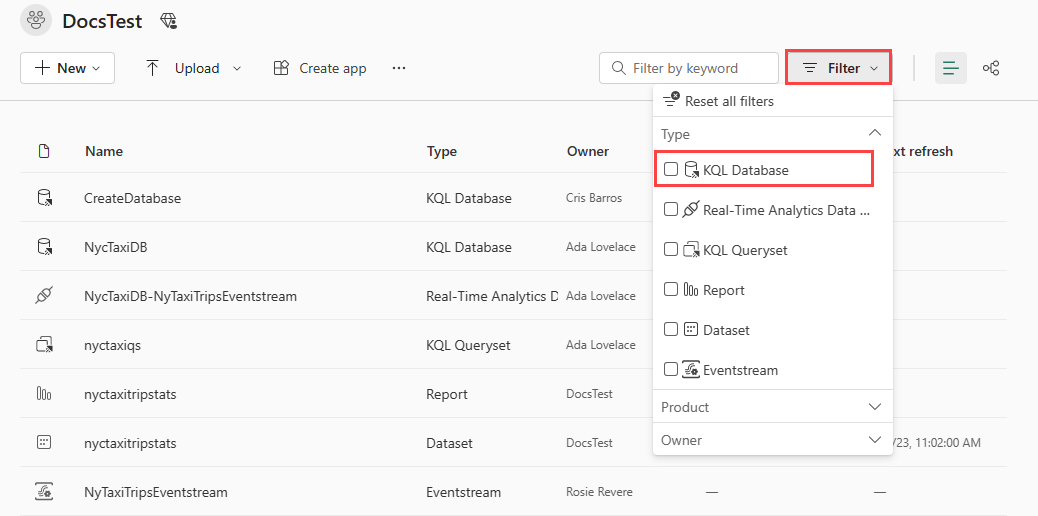 DocsTest
New Upload Create app ... Filter by keyword Filter
Reset all filters
Type
KQL Database
Real-Time Analytics Data ...
KQL Queryset
Report
Dataset
Eventstream
Product
Owner
Name Type Owner xt refresh
CreateDatabase KQL Database Cris Barros
NycTaxiDB KQL Database Ada Lovelace
NycTaxiDB-NyTaxiTripsEventstream Real-Time Analytics D Ada Lovelace
nyctaxiqs KQL Queryset Ada Lovelace
nyctaxitripstats Report DocsTest
nyctaxitripstats Dataset DocsTest /23, 11:02:00 AM
NyTaxiTripsEventstream Eventstream Rosie Revere — —